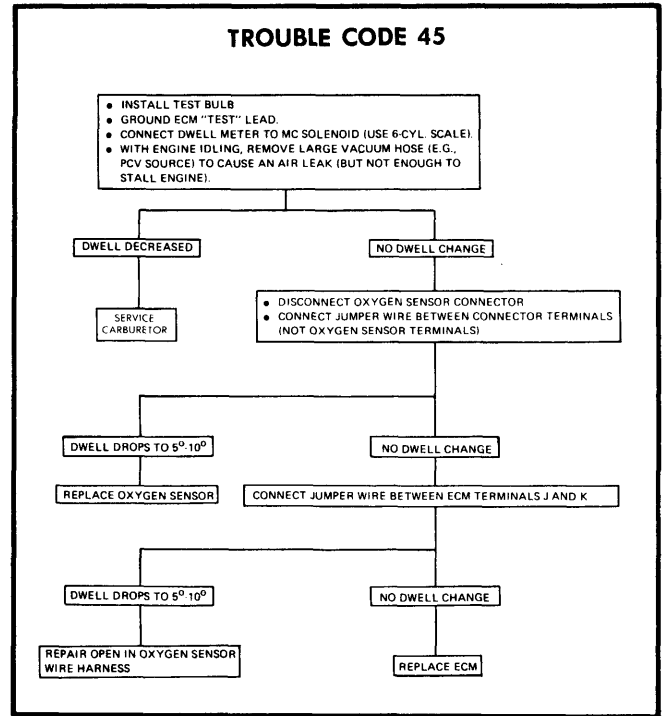 TROUBLE CODE 45
• INSTALL TEST BULB
• GROUND ECM "TEST" LEAD.
• CONNECT DWELL METER TO MC SOLENOID (USE 6-CYL. SCALE).
• WITH ENGINE IDLING, REMOVE LARGE VACUUM HOSE (E.G.,
PCV SOURCE) TO CAUSE AN AIR LEAK (BUT NOT ENOUGH TO
STALL ENGINE).
DWELL DECREASED
NO DWELL CHANGE
SERVICE
CARBURETOR
• DISCONNECT OXYGEN SENSOR CONNECTOR
• CONNECT JUMPER WIRE BETWEEN CONNECTOR TERMINALS
(NOT OXYGEN SENSOR TERMINALS)
DWELL DROPS TO 5°-10°
NO DWELL CHANGE
REPLACE OXYGEN SENSOR
CONNECT JUMPER WIRE BETWEEN ECM TERMINALS J AND K
DWELL DROPS TO 5°-10°
NO DWELL CHANGE
REPAIR OPEN IN OXYGEN SENSOR
WIRE HARNESS
REPLACE ECM